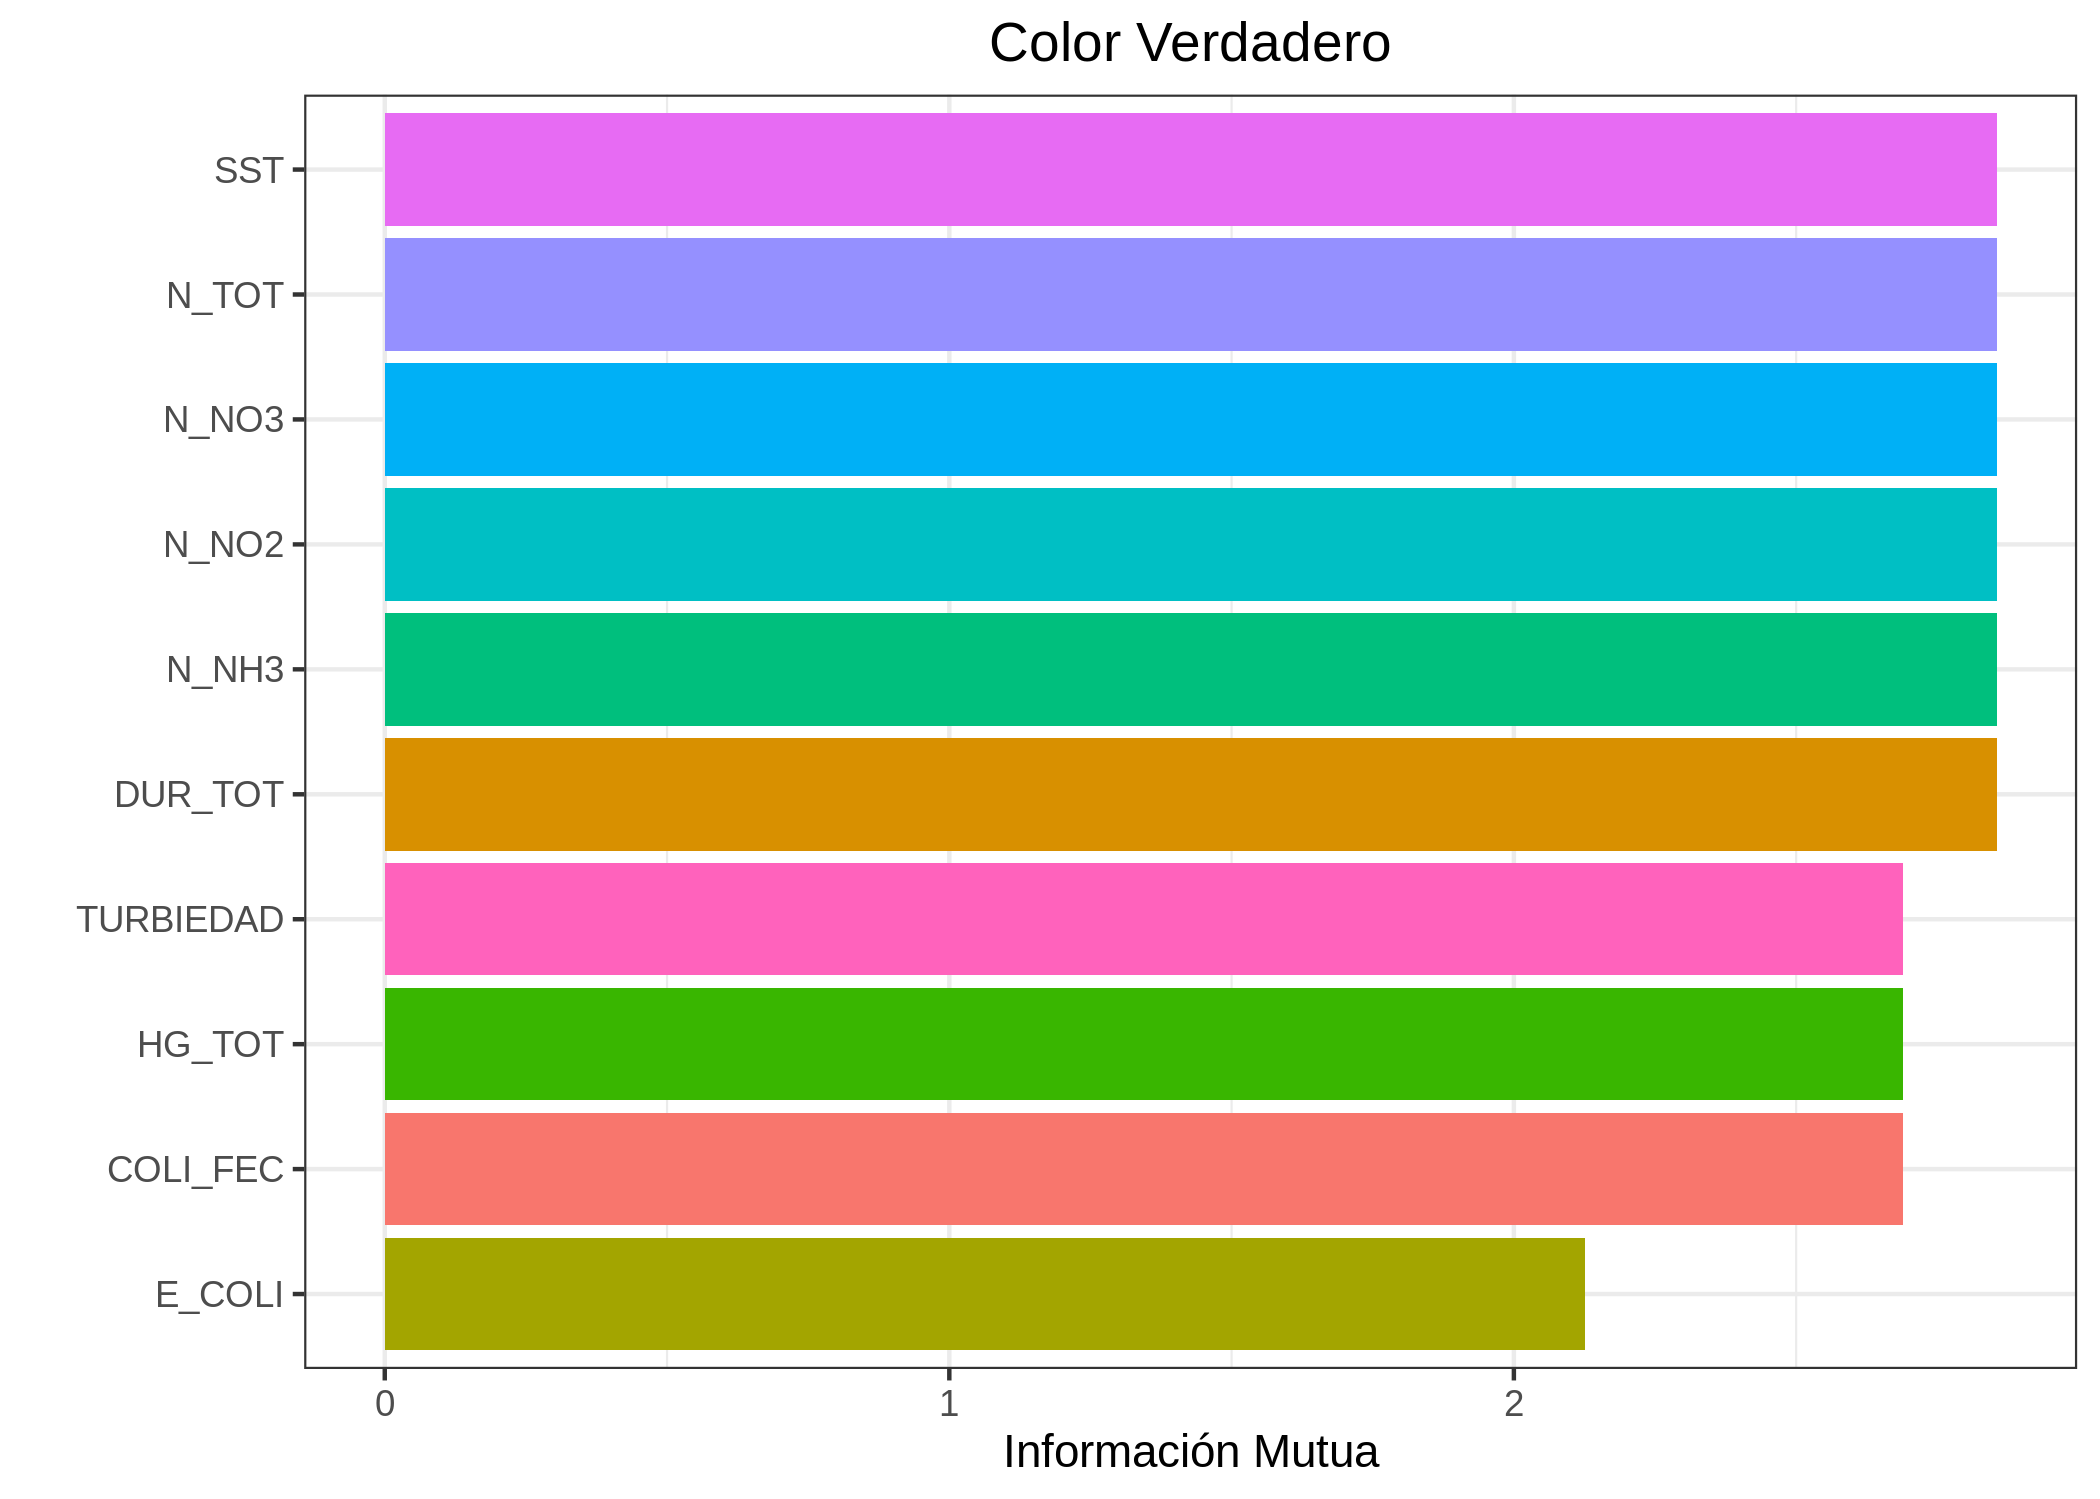 Color Verdadero
SST
N_TOT
N_NO3
N_NO2
N_NH3
DUR_TOT
TURBIEDAD
HG_TOT
COLI_FEC
E_COLI
0 1 2
Información Mutua